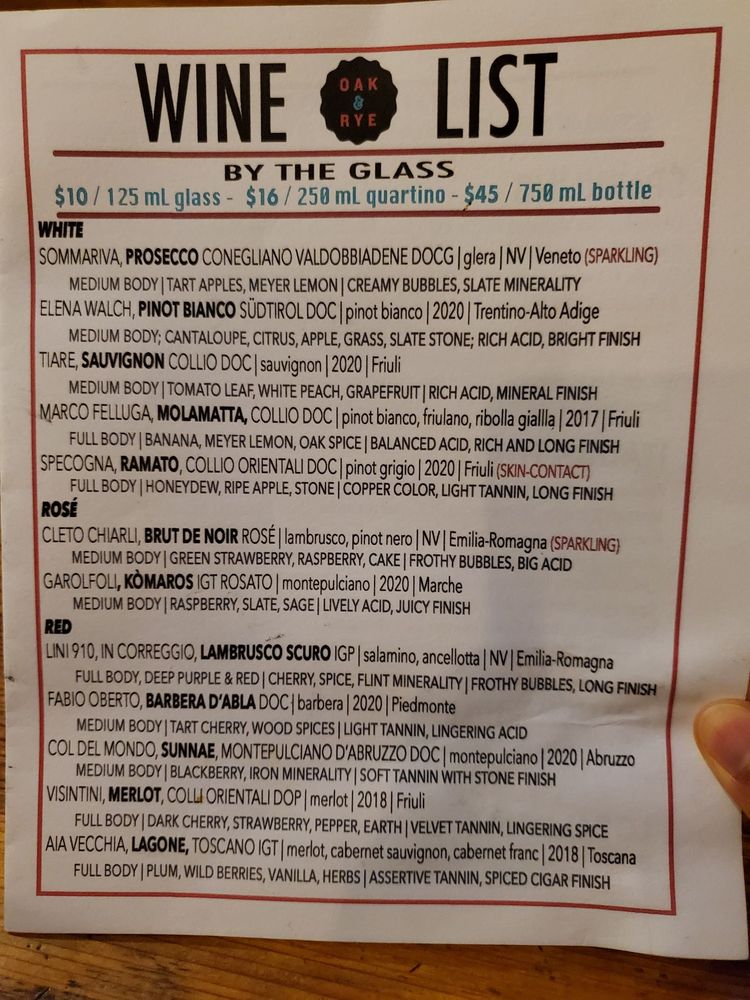 WINE OAK & RYE LIST
BY THE GLASS
$10 / 125 mL glass - $16 / 250 mL quartino - $45 / 750 mL bottle
WHITE
SOMMARIVA, PROSECCO CONEGLIANO VALDOBBIADENE DOCG | glera | NV | Veneto (SPARKLING)
MEDIUM BODY | TART APPLES, MEYER LEMON | CREAMY BUBBLES, SLATE MINERALITY
ELENA WALCH, PINOT BIANCO SÜDTIROL DOC | pinot bianco | 2020 | Trentino-Alto Adige
MEDIUM BODY; CANTALOUPE, CITRUS, APPLE, GRASS, SLATE STONE; RICH ACID, BRIGHT FINISH
TIARE, SAUVIGNON COLLIO DOC | sauvignon | 2020 | Friuli
MEDIUM BODY | TOMATO LEAF, WHITE PEACH, GRAPEFRUIT | RICH ACID, MINERAL FINISH
MARCO FELLUGA, MOLAMATTA, COLLIO DOC | pinot bianco, friulano, ribolla giallla | 2017 | Friuli
FULL BODY | BANANA, MEYER LEMON, OAK SPICE | BALANCED ACID, RICH AND LONG FINISH
SPECOGNA, RAMATO, COLLIO ORIENTALI DOC | pinot grigio | 2020 | Friuli (SKIN-CONTACT)
FULL BODY | HONEYDEW, RIPE APPLE, STONE | COPPER COLOR, LIGHT TANNIN, LONG FINISH
ROSÉ
CLETO CHIARLI, BRUT DE NOIR ROSÉ | lambrusco, pinot nero | NV | Emilia-Romagna (SPARKLING)
MEDIUM BODY | GREEN STRAWBERRY, RASPBERRY, CAKE | FROTHY BUBBLES, BIG ACID
GAROLFOLI, KÒMAROS IGT ROSATO | montepulciano | 2020 | Marche
MEDIUM BODY | RASPBERRY, SLATE, SAGE | LIVELY ACID, JUICY FINISH
RED
LINI 910, IN CORREGGIO, LAMBRUSCO SCURO IGP | salamino, ancellotta | NV | Emilia-Romagna
FULL BODY, DEEP PURPLE & RED | CHERRY, SPICE, FLINT MINERALITY | FROTHY BUBBLES, LONG FINISH
FABIO OBERTO, BARBERA D'ABLA DOC | barbera | 2020 | Piedmonte
MEDIUM BODY | TART CHERRY, WOOD SPICES | LIGHT TANNIN, LINGERING ACID
COL DEL MONDO, SUNNAE, MONTEPULCIANO D'ABRUZZO DOC | montepulciano | 2020 | Abruzzo
MEDIUM BODY | BLACKBERRY, IRON MINERALITY | SOFT TANNIN WITH STONE FINISH
VISINTINI, MERLOT, COLLI ORIENTALI DOP | merlot | 2018 | Friuli
FULL BODY | DARK CHERRY, STRAWBERRY, PEPPER, EARTH | VELVET TANNIN, LINGERING SPICE
AIA VECCHIA, LAGONE, TOSCANO IGT | merlot, cabernet sauvignon, cabernet franc | 2018 | Toscana
FULL BODY | PLUM, WILD BERRIES, VANILLA, HERBS | ASSERTIVE TANNIN, SPICED CIGAR FINISH